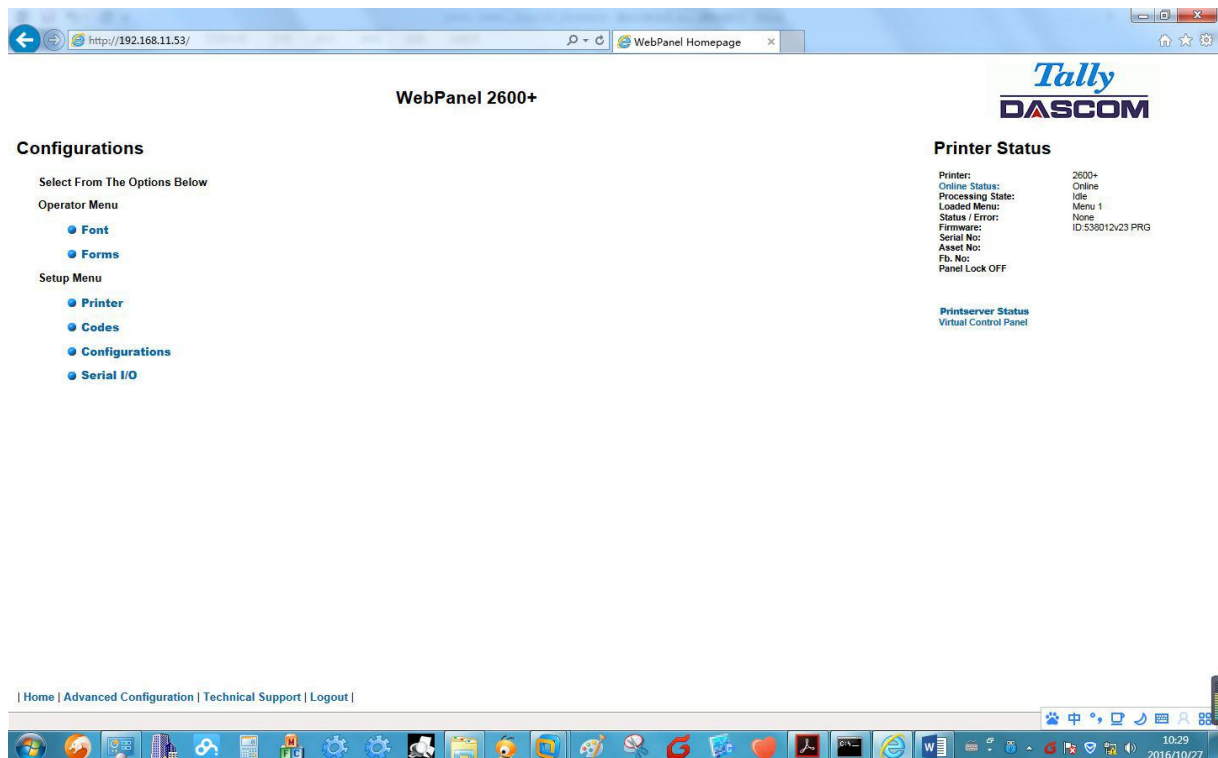 http://192.168.11.53/
WebPanel Homepage
Tally
DASCOM
WebPanel 2600+
Configurations
Select From The Options Below
Operator Menu
Font
Forms
Setup Menu
Printer
Codes
Configurations
Serial I/O
Printer Status
Printer: 2600+
Online Status: Online
Processing State: Idle
Loaded Menu: Menu 1
Status / Error: None
Firmware: ID:538012v23 PRG
Serial No:
Asset No:
Fb. No:
Panel Lock OFF
Printserver Status
Virtual Control Panel
| Home | Advanced Configuration | Technical Support | Logout |
中
10:29
2016/10/27